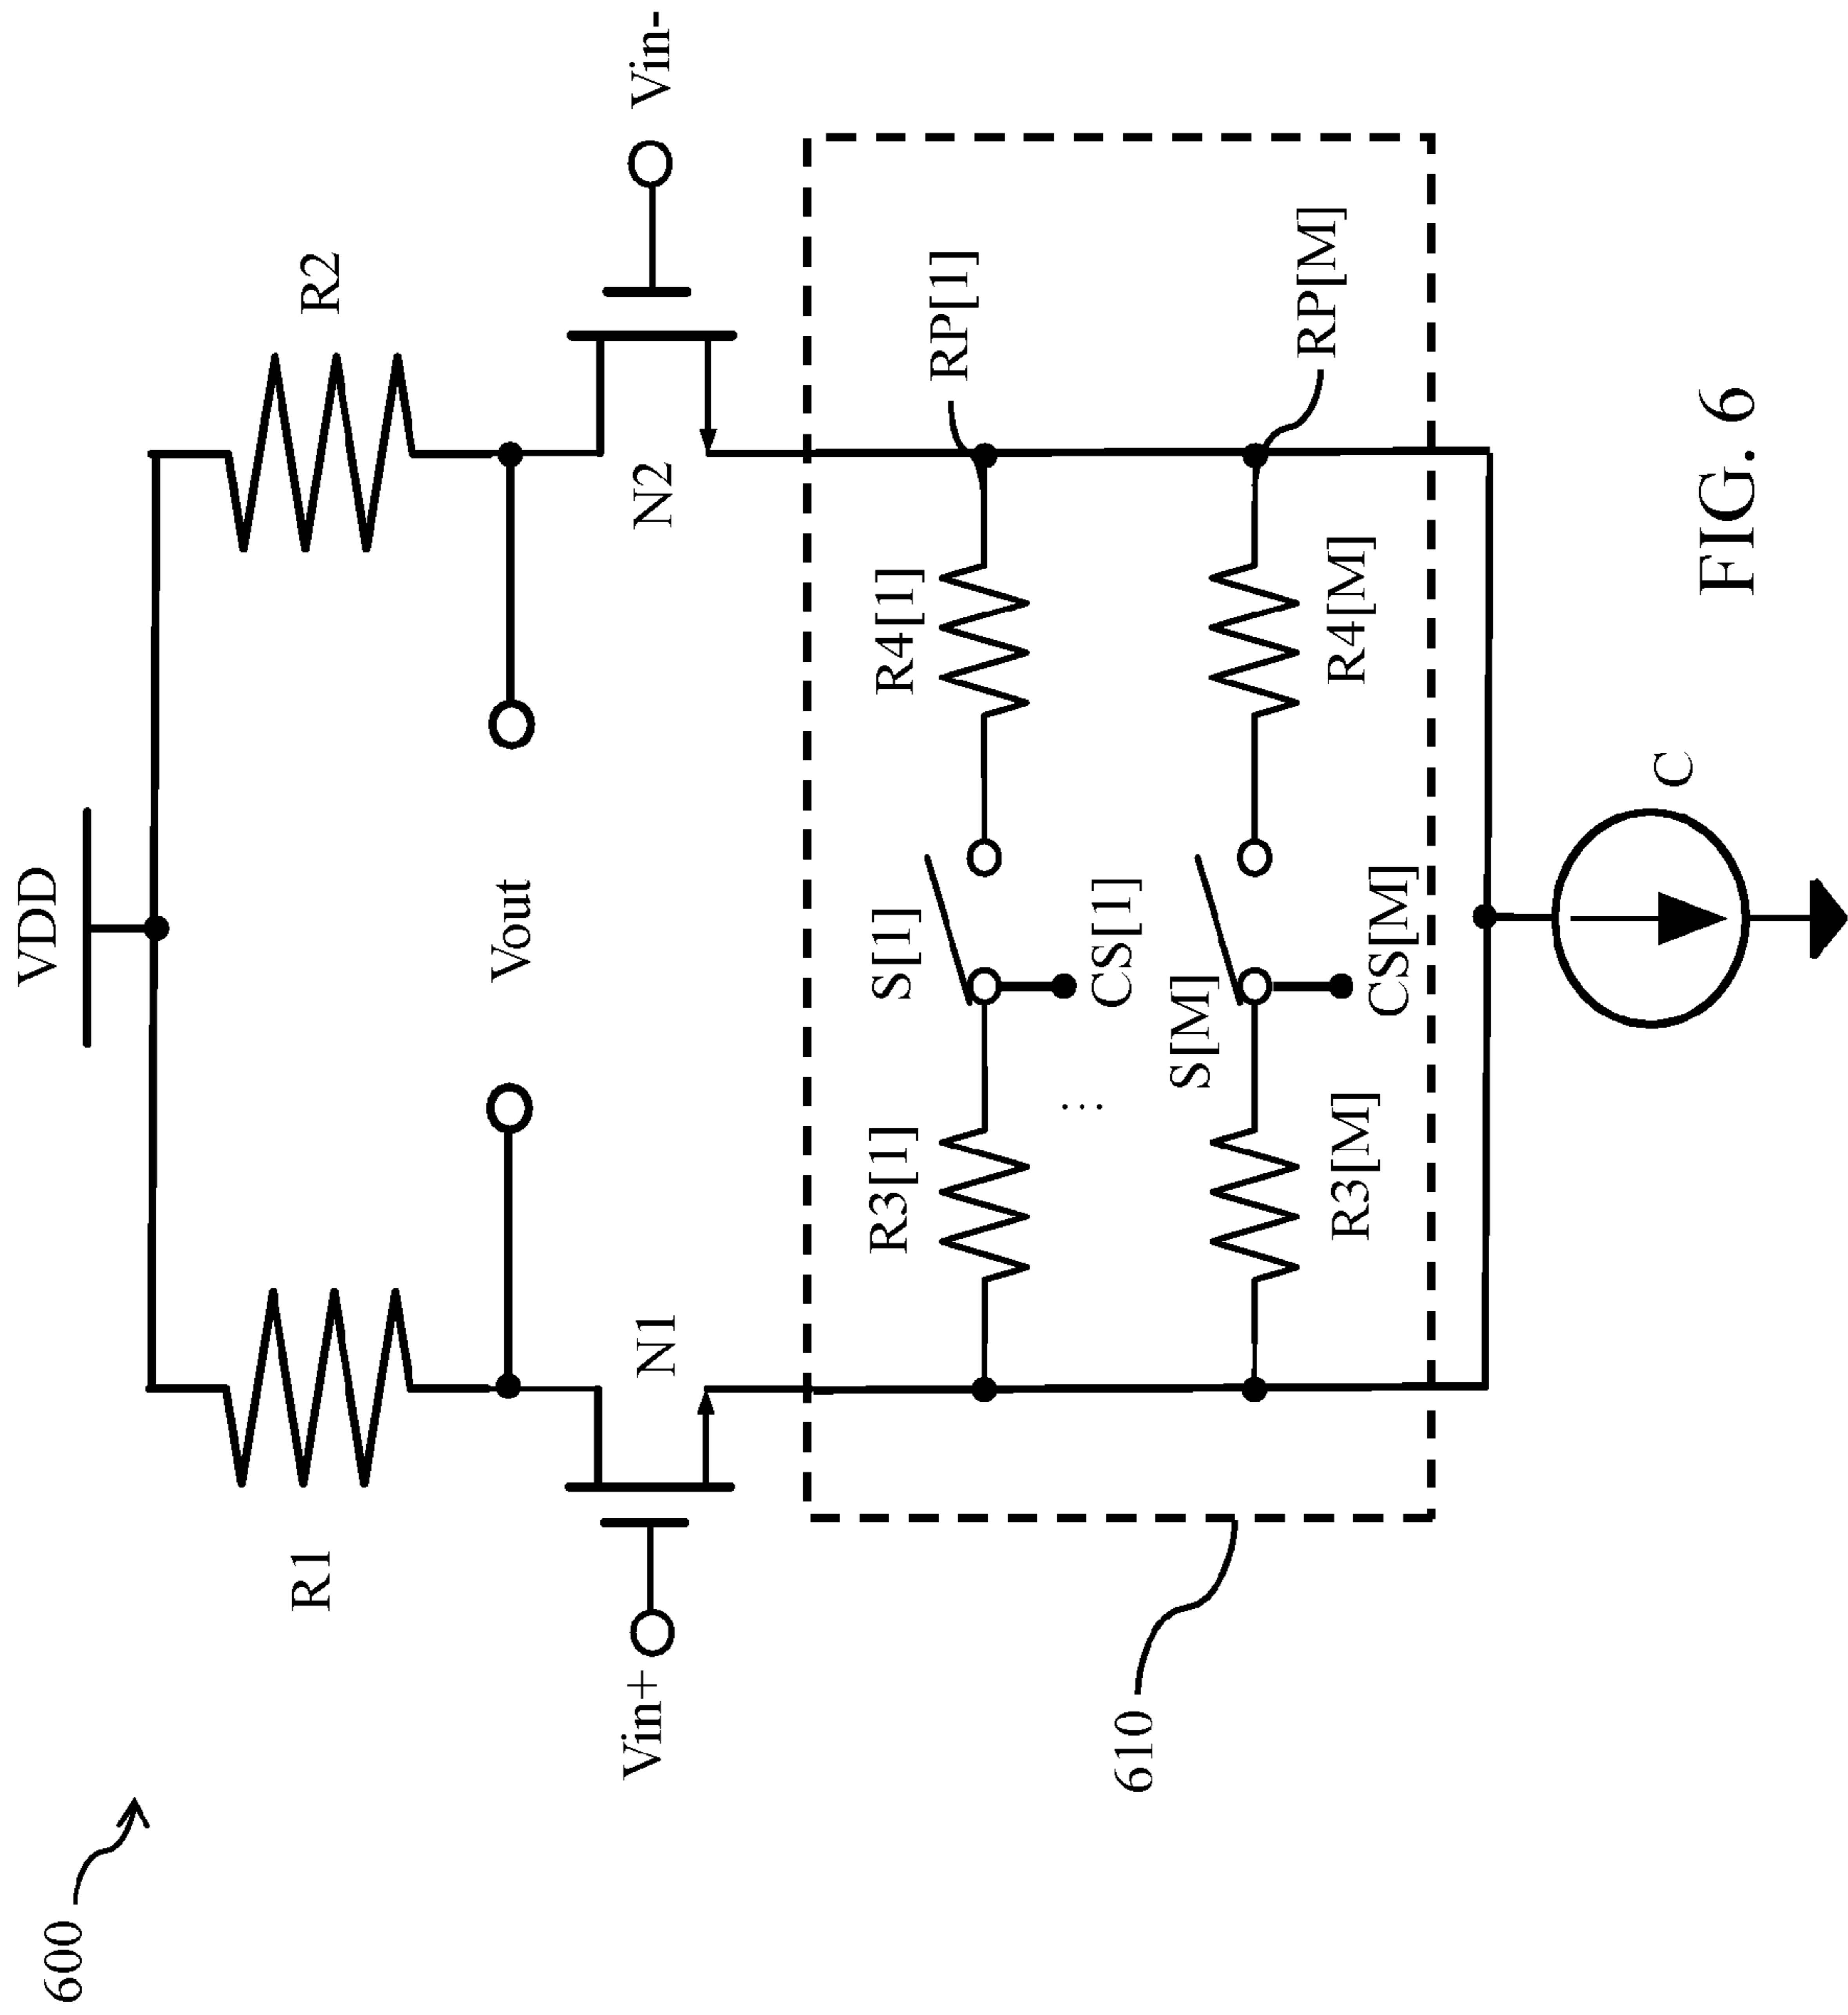 600
VDD
R1
R2
Vout
Vin+
N1
N2
Vin-
R3[1]
S[1]
R4[1]
RP[1]
CS[1]
...
S[M]
R3[M]
CS[M]
R4[M]
RP[M]
610
C
FIG. 6